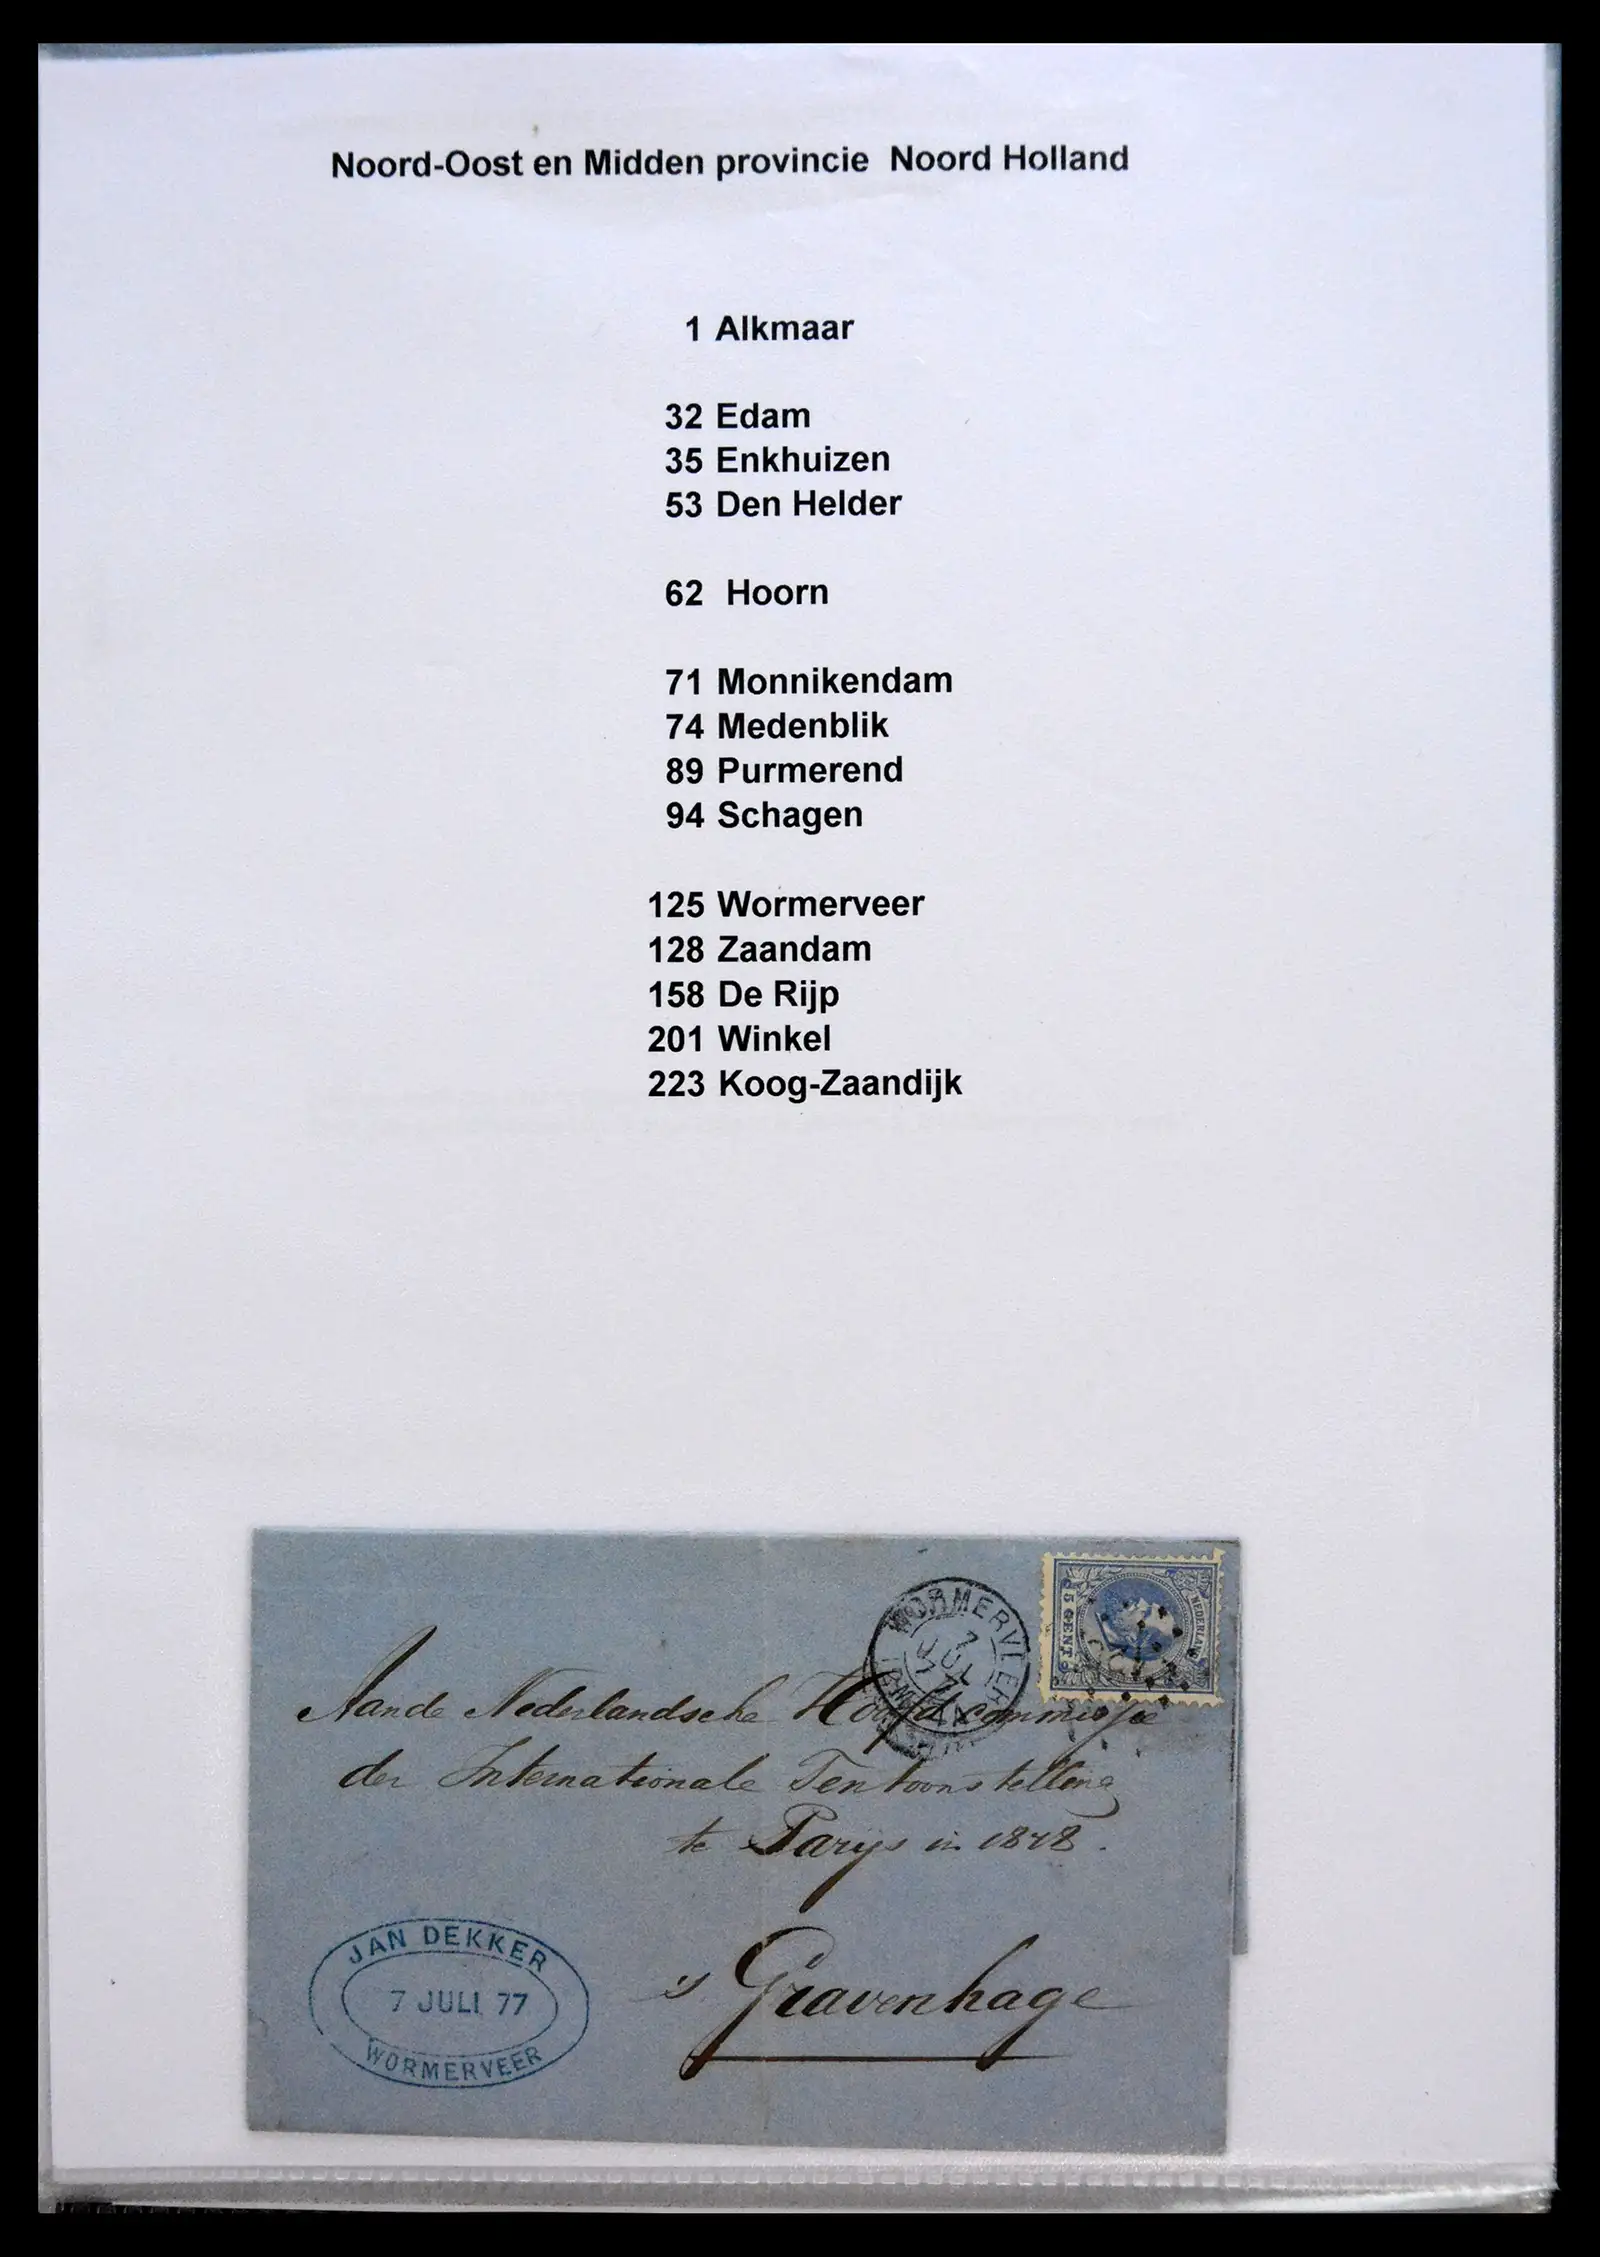 Noord-Oost en Midden provincie Noord Holland
1 Alkmaar
32 Edam
35 Enkhuizen
53 Den Helder
62 Hoorn
71 Monnikendam
74 Medenblik
89 Purmerend
94 Schagen
125 Wormerveer
128 Zaandam
158 De Rijp
201 Winkel
223 Koog-Zaandijk
NEDERLAND
5 CENT 5
WORMERVEER
7 JUL 77
Aan de Nederlandsche Hoofdcommissie
der Internationale Tentoonstelling
te Parijs in 1878.
's Gravenhage
JAN DEKKER
7 JULI 77
WORMERVEER